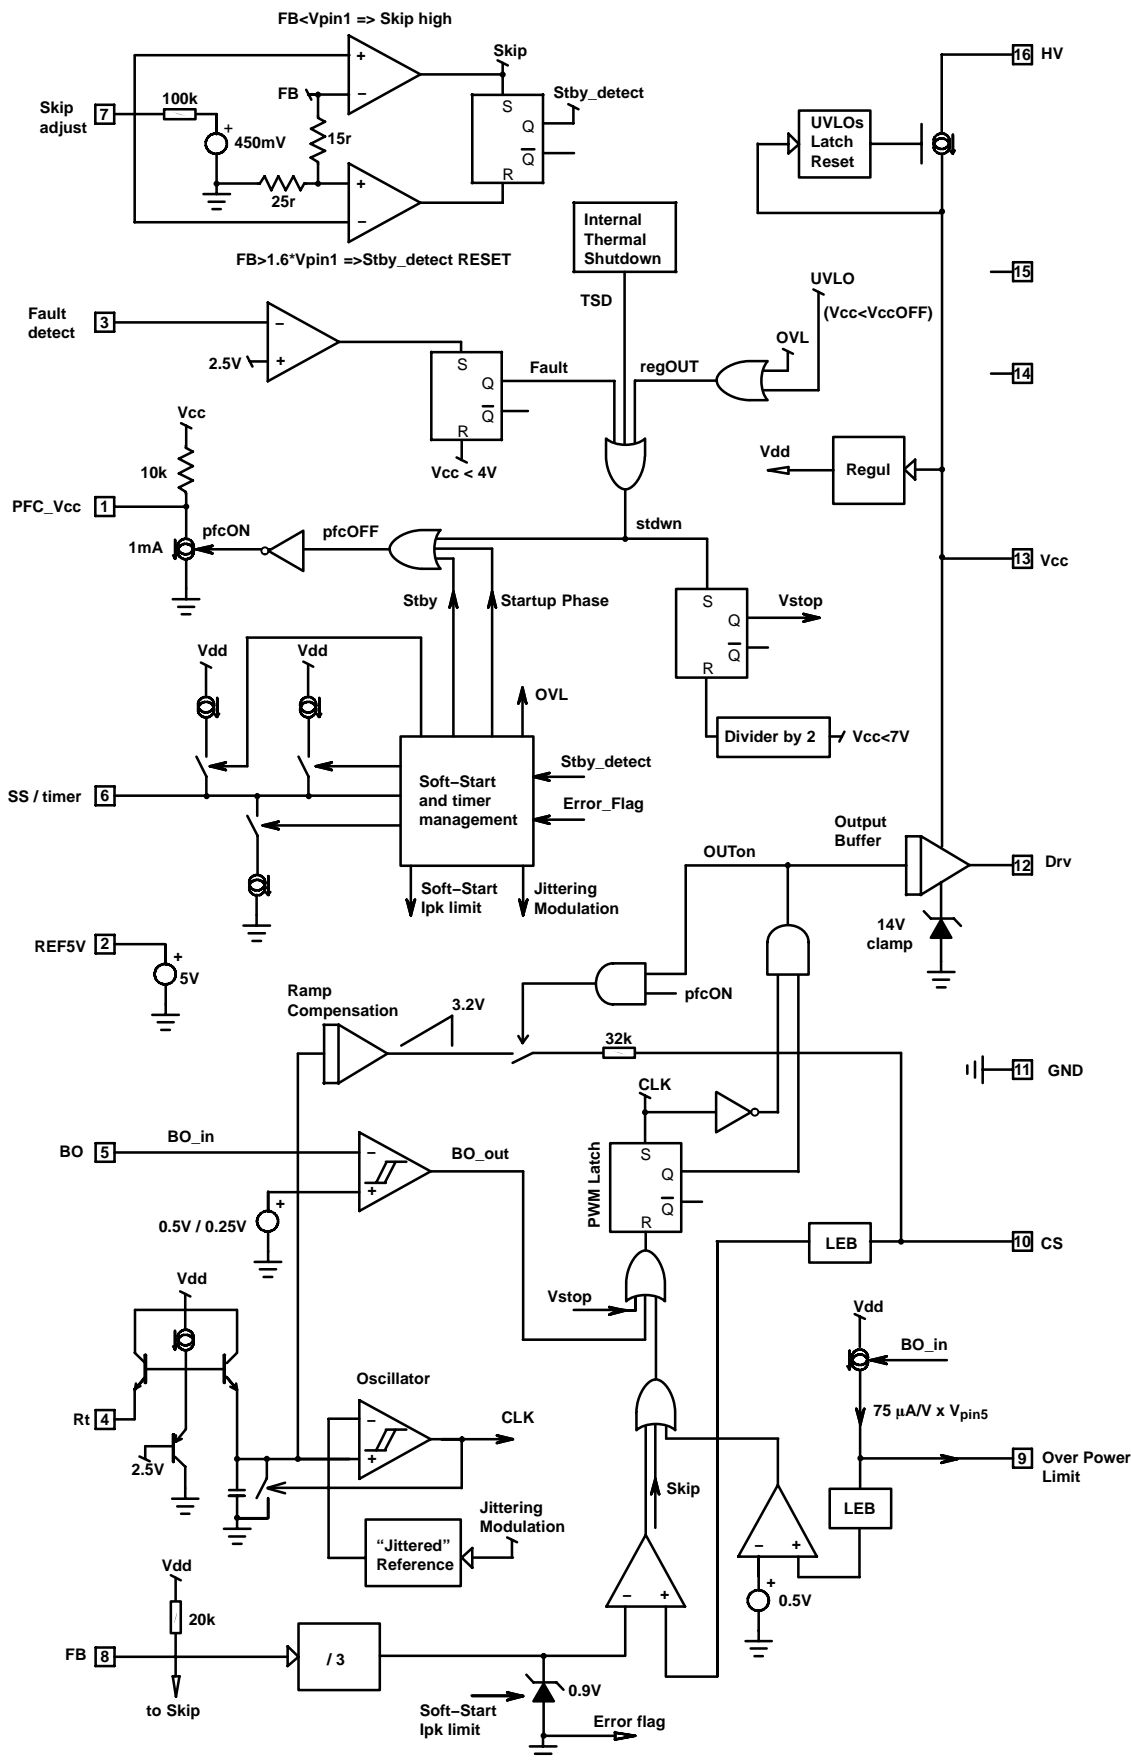 FB<Vpin1 => Skip high
Skip
+
−
FB
S
Q
Q
R
Stby_detect
Skip
adjust
7
100k
+
450mV
15r
25r
+
−
FB>1.6*Vpin1 =>Stby_detect RESET
16
HV
UVLOs
Latch
Reset
Internal
Thermal
Shutdown
TSD
15
14
UVLO
(Vcc<VccOFF)
OVL
regOUT
Fault
detect
3
−
2.5V
+
S
Q
Q
R
Fault
Vcc < 4V
Vcc
10k
PFC_Vcc
1
1mA
pfcON
pfcOFF
stdwn
Vdd
Regul
13
Vcc
Stby
Startup Phase
S
Q
Q
R
Vstop
Divider by 2
Vcc<7V
Vdd
Vdd
OVL
SS / timer
6
Soft−Start
and timer
management
Stby_detect
Error_Flag
Soft−Start
Ipk limit
Jittering
Modulation
OUTon
Output
Buffer
12
Drv
14V
clamp
REF5V
2
+
5V
pfcON
Ramp
Compensation
3.2V
32k
11
GND
CLK
PWM Latch
S
Q
Q
R
BO
5
BO_in
−
+
BO_out
+
0.5V / 0.25V
LEB
10
CS
Vstop
Vdd
Vdd
BO_in
75 μA/V x Vpin5
Rt
4
2.5V
Oscillator
−
+
CLK
9
Over Power
Limit
LEB
Skip
Jittering
Modulation
“Jittered”
Reference
−
+
−
+
+
0.5V
Vdd
20k
FB
8
/ 3
to Skip
Soft−Start
Ipk limit
0.9V
Error flag